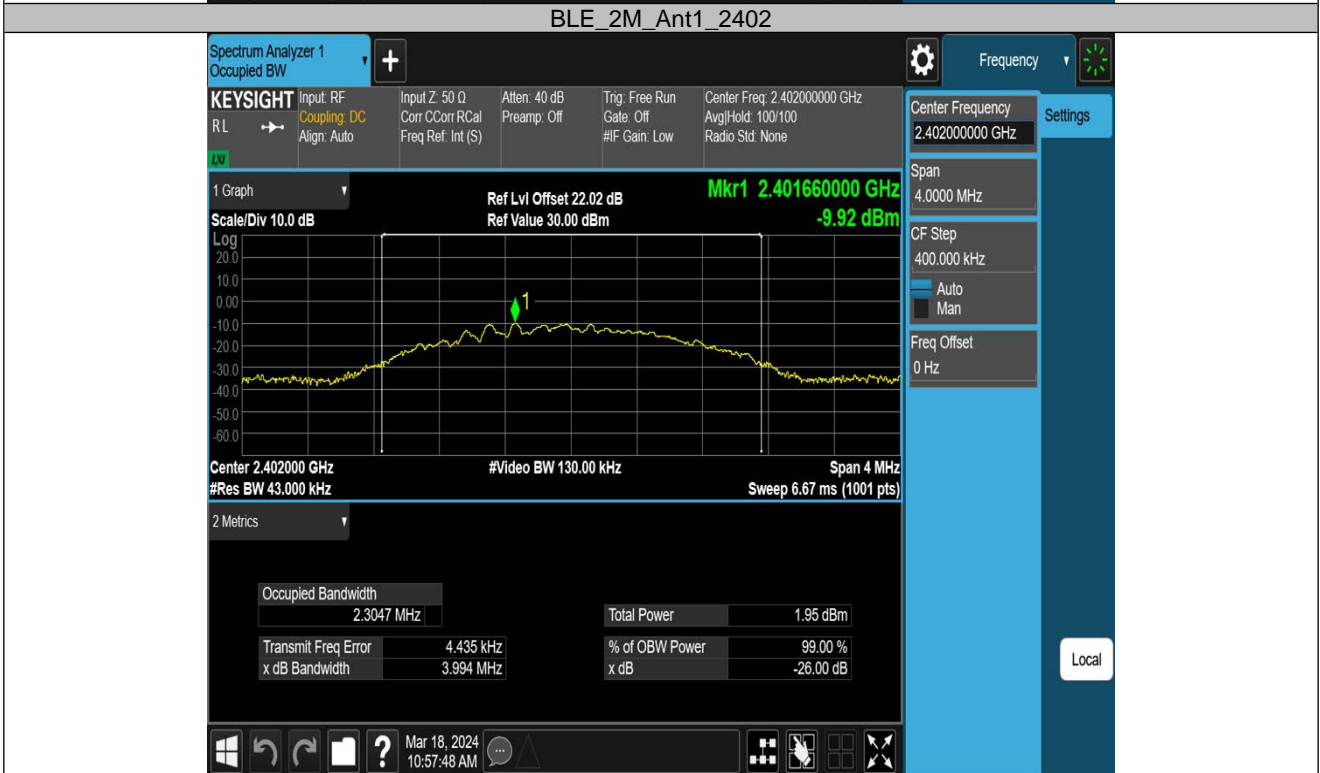 BLE_2M_Ant1_2402
Spectrum Analyzer 1
Occupied BW
+
Frequency
KEYSIGHT
RL
LXI
Input: RF
Coupling: DC
Align: Auto
Input Z: 50 Ω
Corr CCorr RCal
Freq Ref: Int (S)
Atten: 40 dB
Preamp: Off
Trig: Free Run
Gate: Off
#IF Gain: Low
Center Freq: 2.402000000 GHz
Avg|Hold: 100/100
Radio Std: None
Center Frequency
2.402000000 GHz
Settings
Span
4.0000 MHz
CF Step
400.000 kHz
Auto
Man
Freq Offset
0 Hz
Local
1 Graph
Scale/Div 10.0 dB
Ref Lvl Offset 22.02 dB
Ref Value 30.00 dBm
Mkr1 2.401660000 GHz
-9.92 dBm
Log
20.0
10.0
0.00
-10.0
-20.0
-30.0
-40.0
-50.0
-60.0
1
Center 2.402000 GHz
#Res BW 43.000 kHz
#Video BW 130.00 kHz
Span 4 MHz
Sweep 6.67 ms (1001 pts)
2 Metrics
Occupied Bandwidth
2.3047 MHz
Total Power 1.95 dBm
Transmit Freq Error 4.435 kHz
% of OBW Power 99.00 %
x dB Bandwidth 3.994 MHz
x dB -26.00 dB
?
Mar 18, 2024
10:57:48 AM